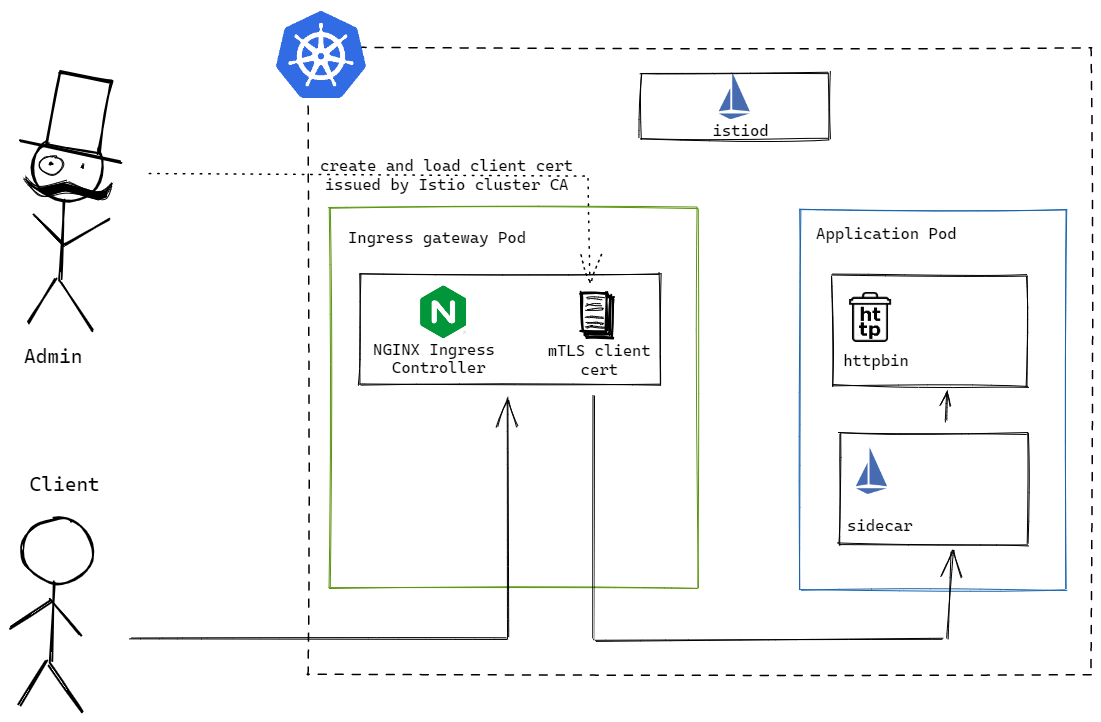 istiod
create and load client cert
issued by Istio cluster CA
Ingress gateway Pod
Application Pod
N
NGINX Ingress
Controller
mTLS client
cert
ht
tp
httpbin
Admin
Client
sidecar